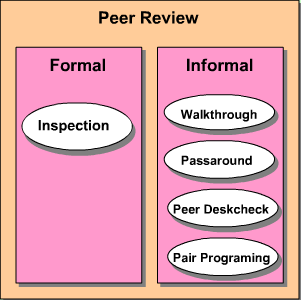 Peer Review
Formal
Inspection
Informal
Walkthrough
Passaround
Peer Deskcheck
Pair Programing